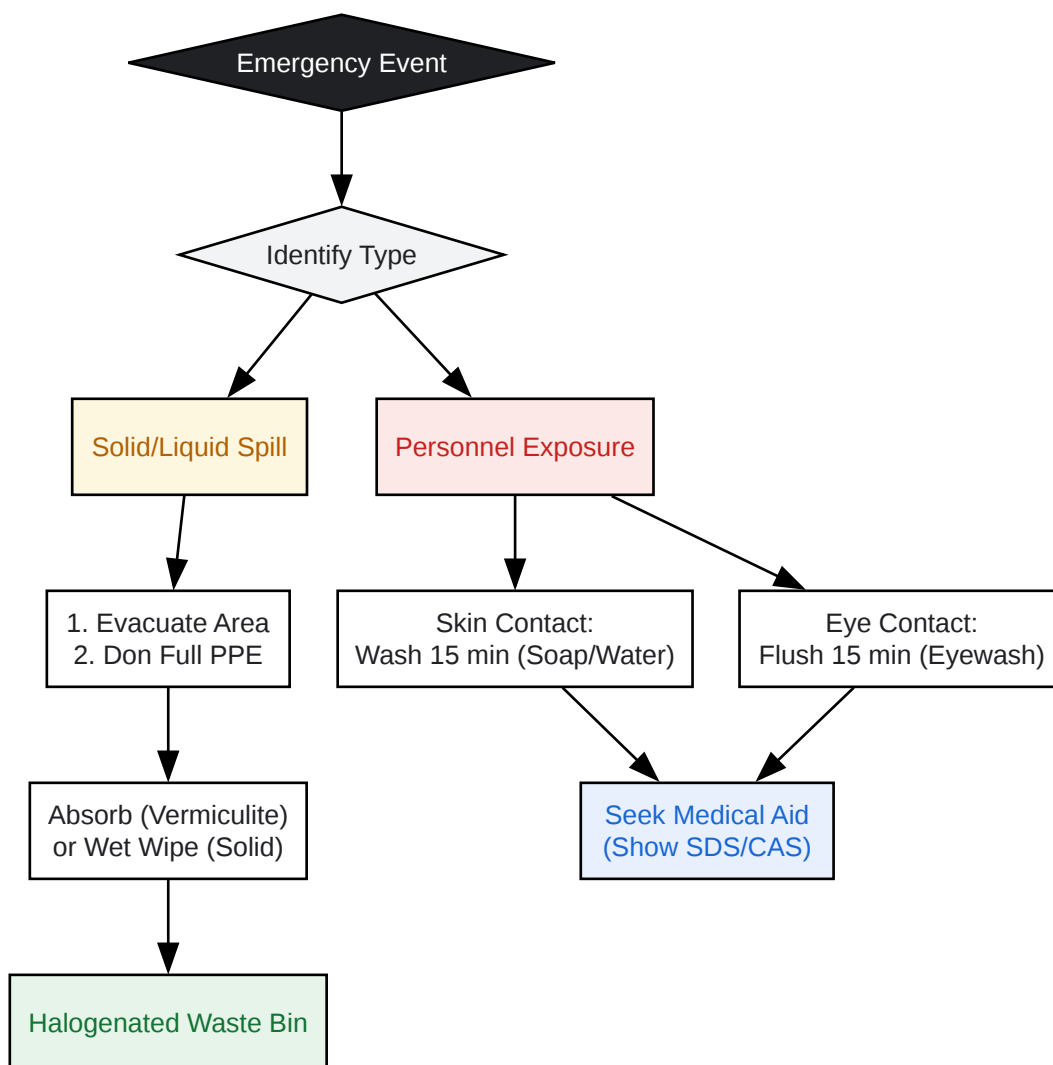 Emergency Event
Identify Type
Solid/Liquid Spill
Personnel Exposure
1. Evacuate Area
2. Don Full PPE
Skin Contact:
Wash 15 min (Soap/Water)
Eye Contact:
Flush 15 min (Eyewash)
Absorb (Vermiculite)
or Wet Wipe (Solid)
Seek Medical Aid
(Show SDS/CAS)
Halogenated Waste Bin